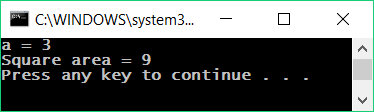 C:\WINDOWS\system3...
a = 3
Square area = 9
Press any key to continue . . .